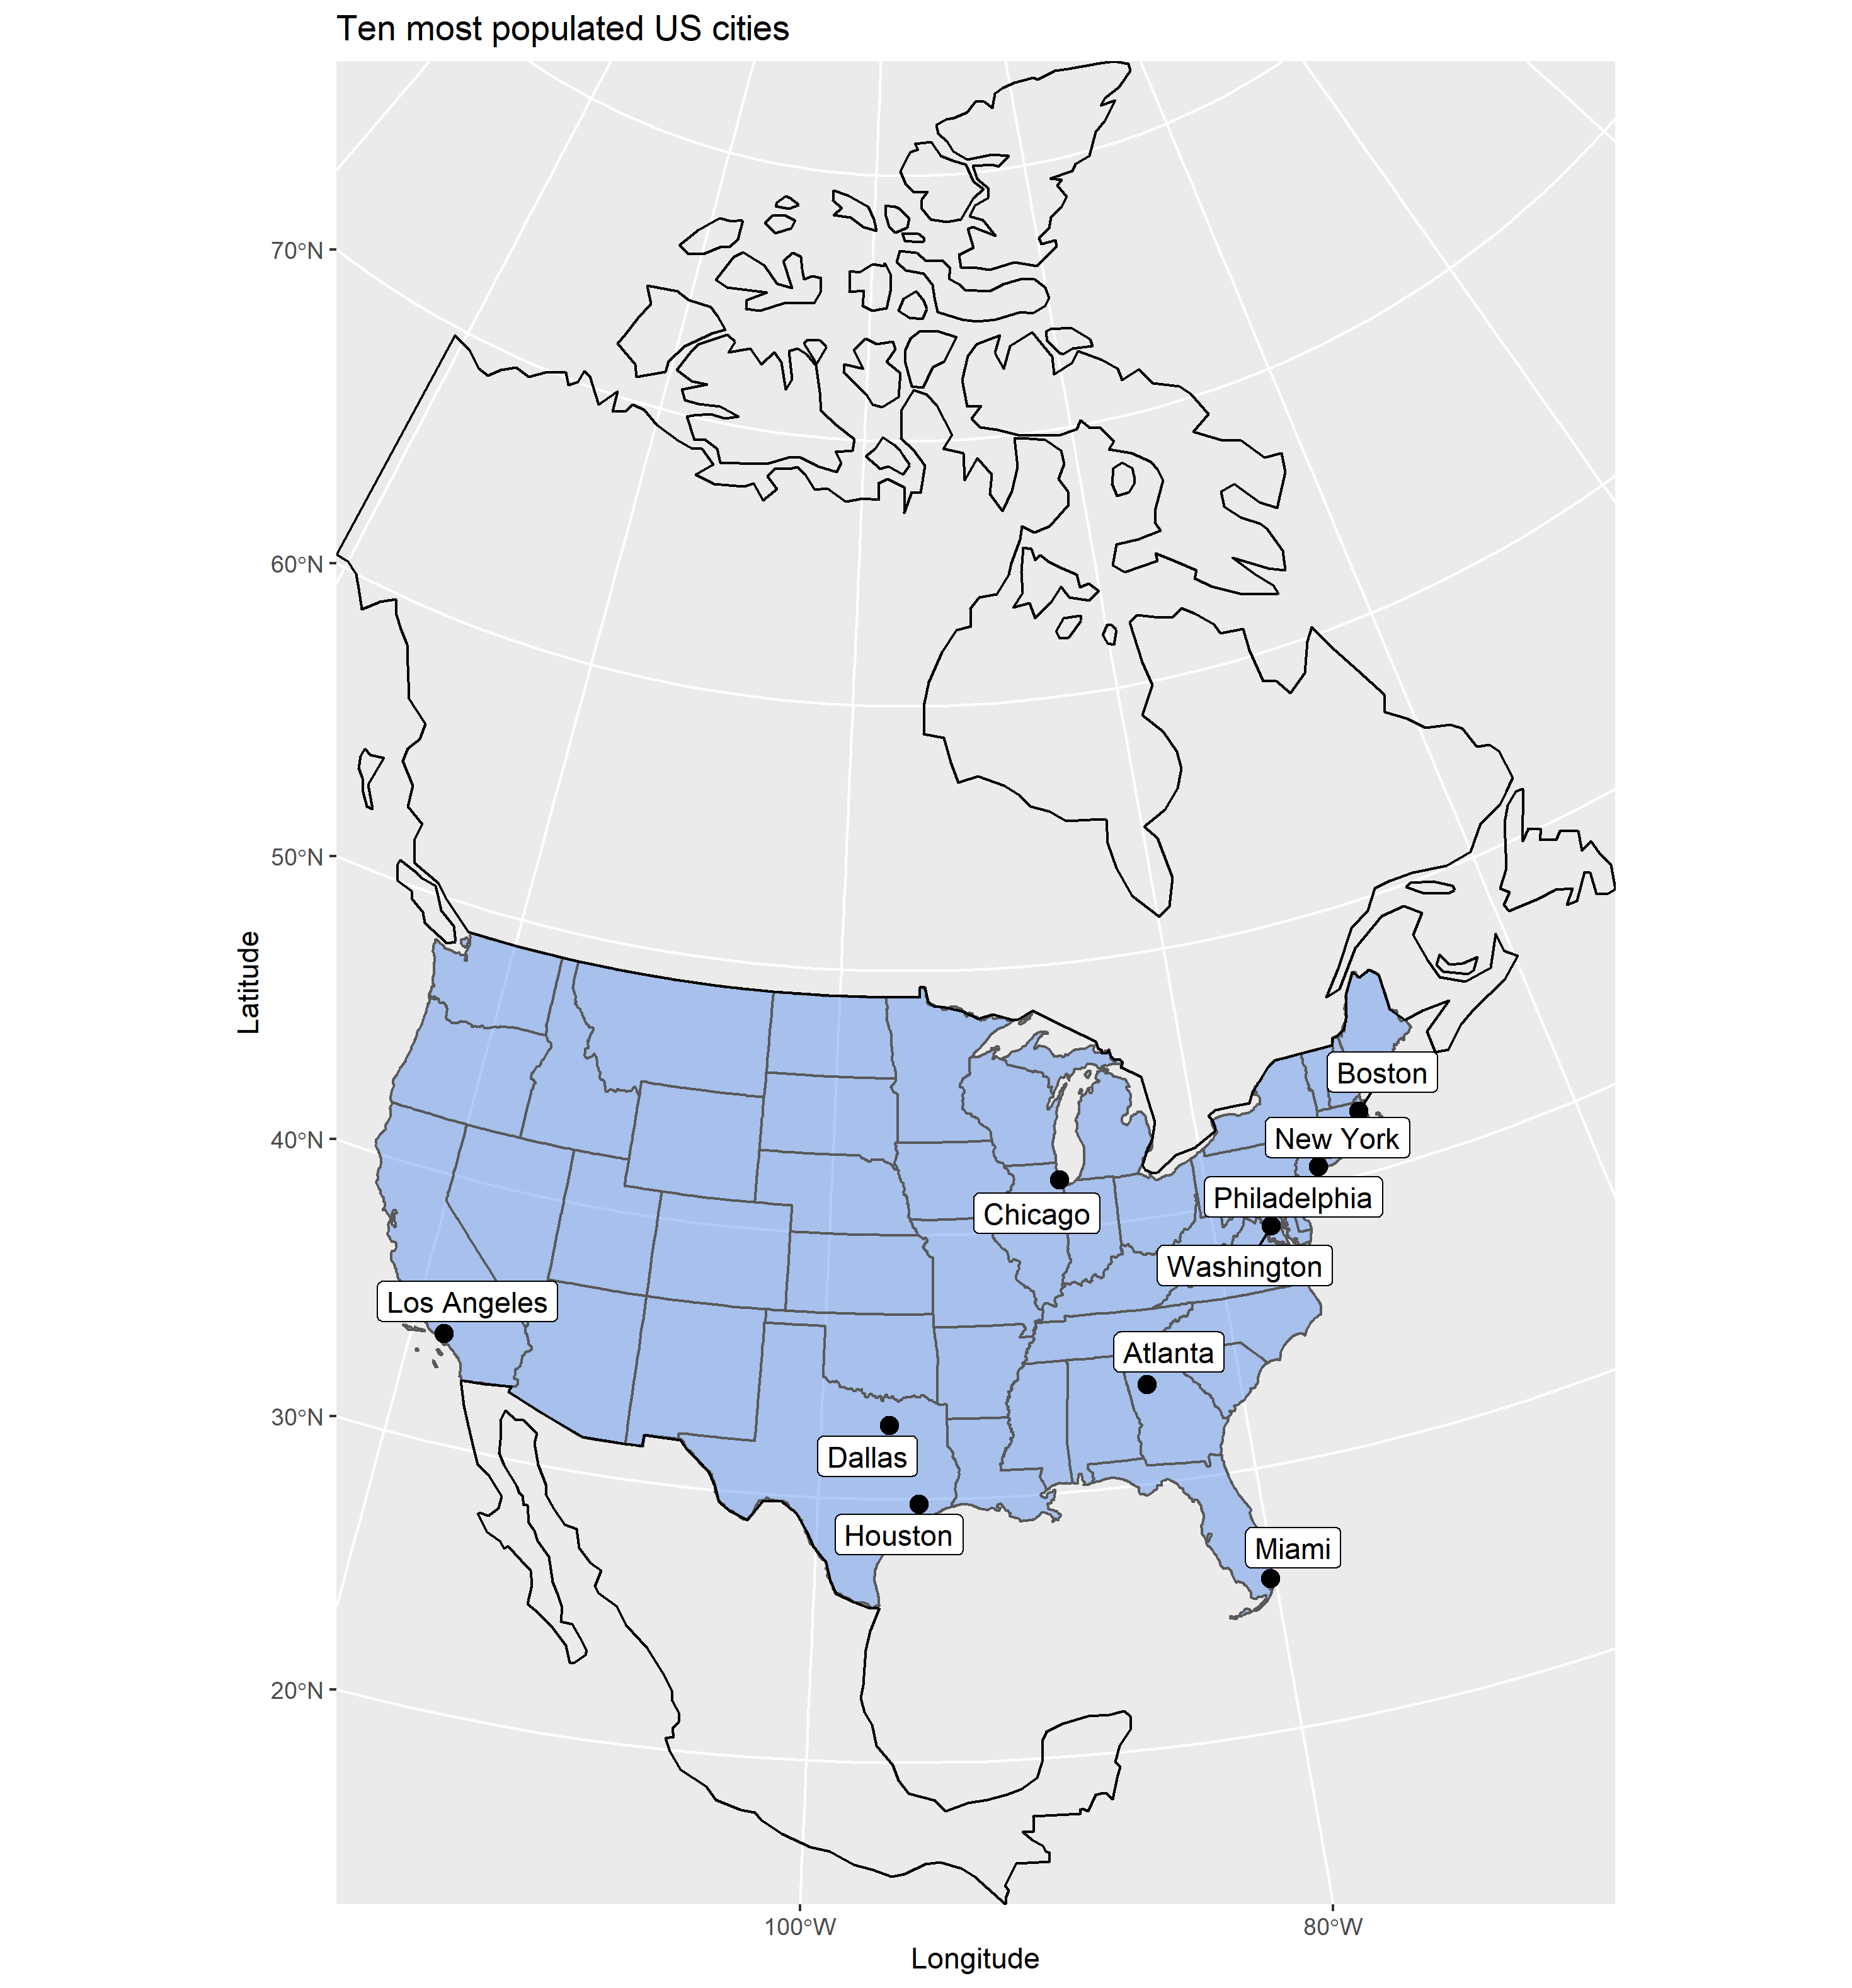 Ten most populated US cities
70°N
60°N
50°N
40°N
30°N
20°N
Latitude
Boston
New York
Philadelphia
Chicago
Washington
Los Angeles
Atlanta
Dallas
Houston
Miami
100°W
80°W
Longitude